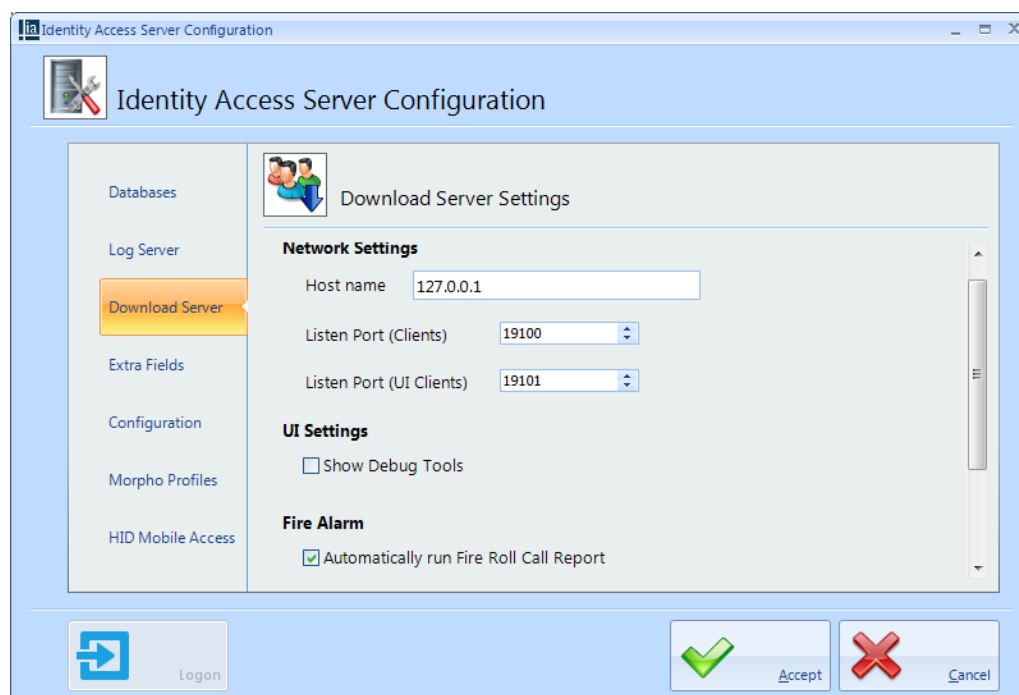 ia Identity Access Server Configuration
Identity Access Server Configuration
Databases
Log Server
Download Server
Extra Fields
Configuration
Morpho Profiles
HID Mobile Access
Download Server Settings
Network Settings
Host name 127.0.0.1
Listen Port (Clients) 19100
Listen Port (UI Clients) 19101
UI Settings
Show Debug Tools
Fire Alarm
Automatically run Fire Roll Call Report
Logon
Accept
Cancel